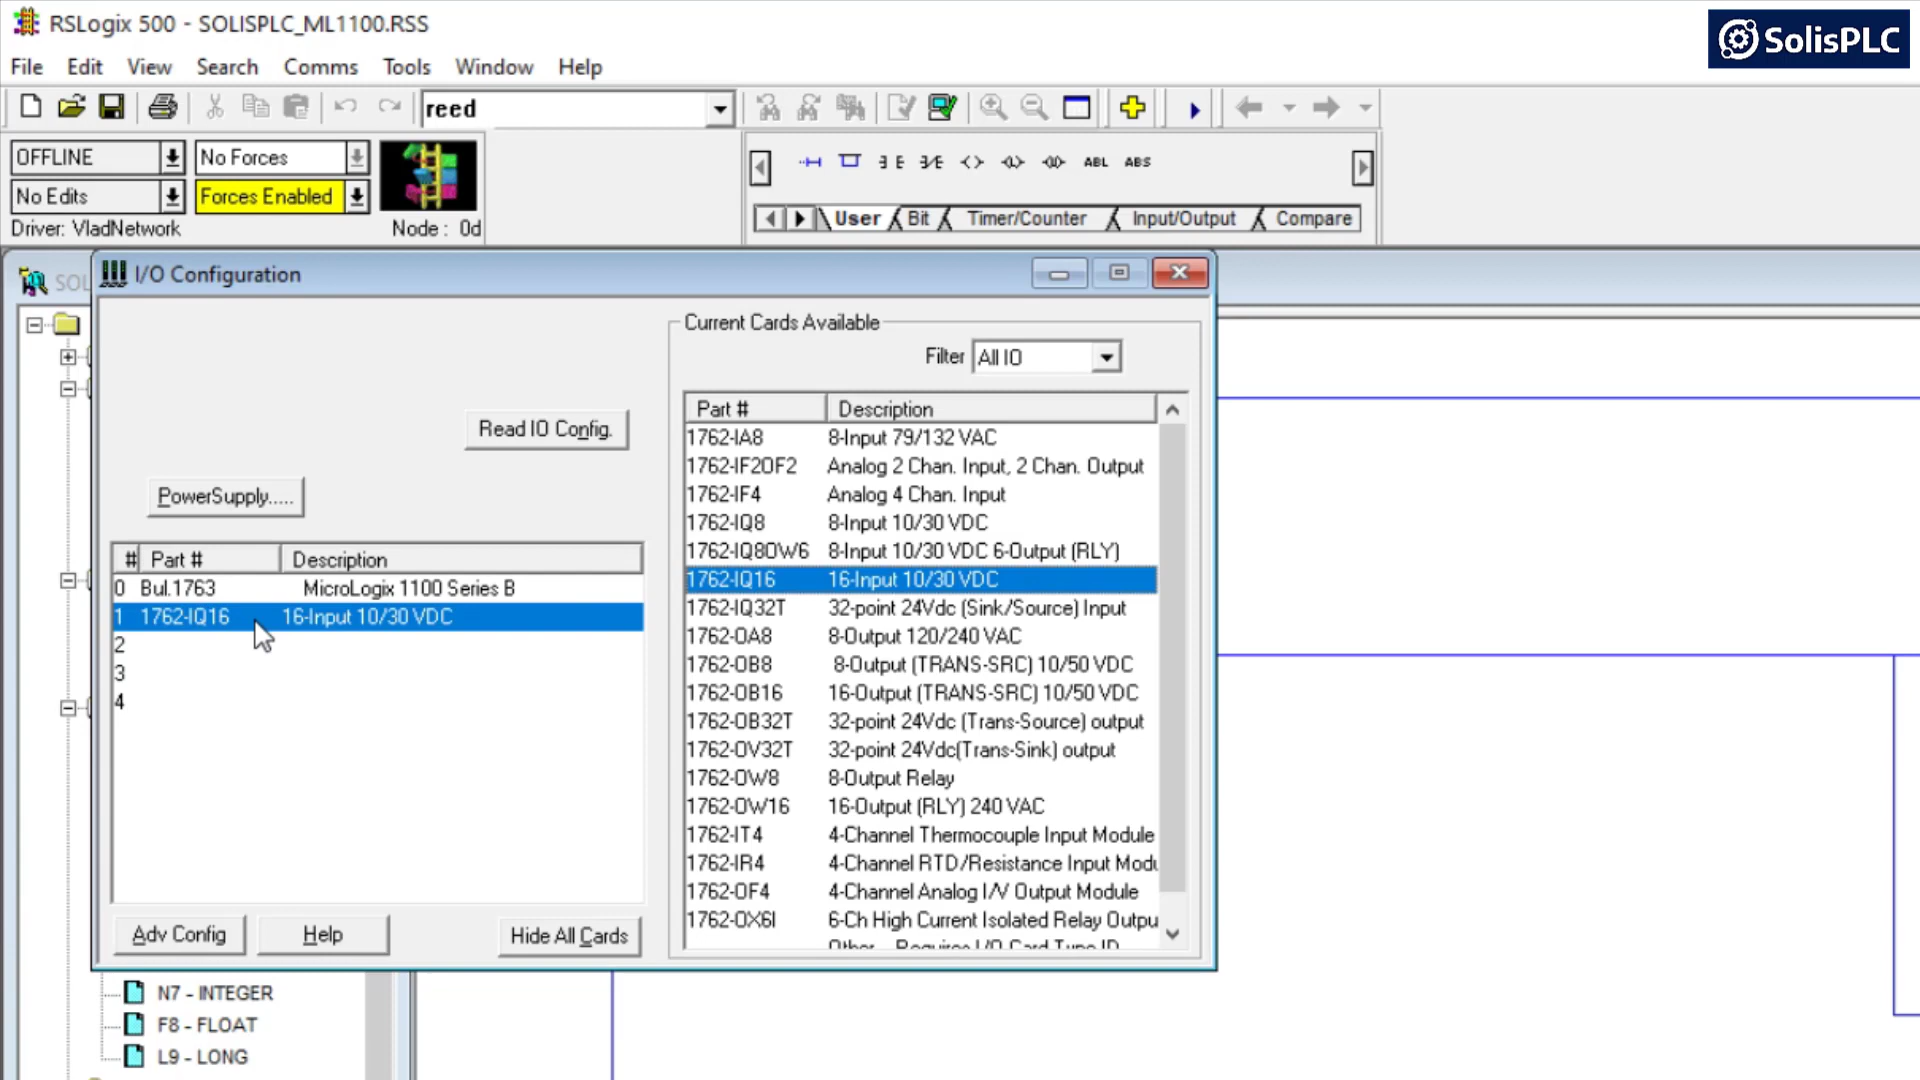 RSLogix 500 - SOLISPLC_ML1100.RSS
SolisPLC
File Edit View Search Comms Tools Window Help
reed
OFFLINE No Forces
No Edits Forces Enabled
Driver: VladNetwork Node : 0d
ABL ABS
User Bit Timer/Counter Input/Output Compare
SOL
I/O Configuration
Current Cards Available
Filter All IO
Read IO Config.
PowerSupply.....
# Part # Description
0 Bul.1763 MicroLogix 1100 Series B
1 1762-IQ16 16-Input 10/30 VDC
2
3
4
Part # Description
1762-IA8 8-Input 79/132 VAC
1762-IF2OF2 Analog 2 Chan. Input, 2 Chan. Output
1762-IF4 Analog 4 Chan. Input
1762-IQ8 8-Input 10/30 VDC
1762-IQ8OW6 8-Input 10/30 VDC 6-Output (RLY)
1762-IQ16 16-Input 10/30 VDC
1762-IQ32T 32-point 24Vdc (Sink/Source) Input
1762-OA8 8-Output 120/240 VAC
1762-OB8 8-Output (TRANS-SRC) 10/50 VDC
1762-OB16 16-Output (TRANS-SRC) 10/50 VDC
1762-OB32T 32-point 24Vdc (Trans-Source) output
1762-OV32T 32-point 24Vdc(Trans-Sink) output
1762-OW8 8-Output Relay
1762-OW16 16-Output (RLY) 240 VAC
1762-IT4 4-Channel Thermocouple Input Module
1762-IR4 4-Channel RTD/Resistance Input Modu
1762-OF4 4-Channel Analog I/V Output Module
1762-OX6I 6-Ch High Current Isolated Relay Outpu
Other Requires I/O Card Type ID
Adv Config Help Hide All Cards
N7 - INTEGER
F8 - FLOAT
L9 - LONG